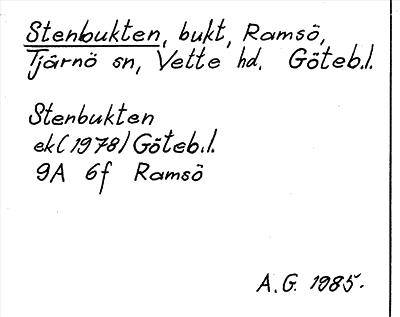 Stenbukten, bukt, Ramsö,
Tjärnö sn, Vette hd. Göteb.l.
Stenbukten
ek (1978) Göteb.l.
9A 6f Ramsö
A.G. 1985.